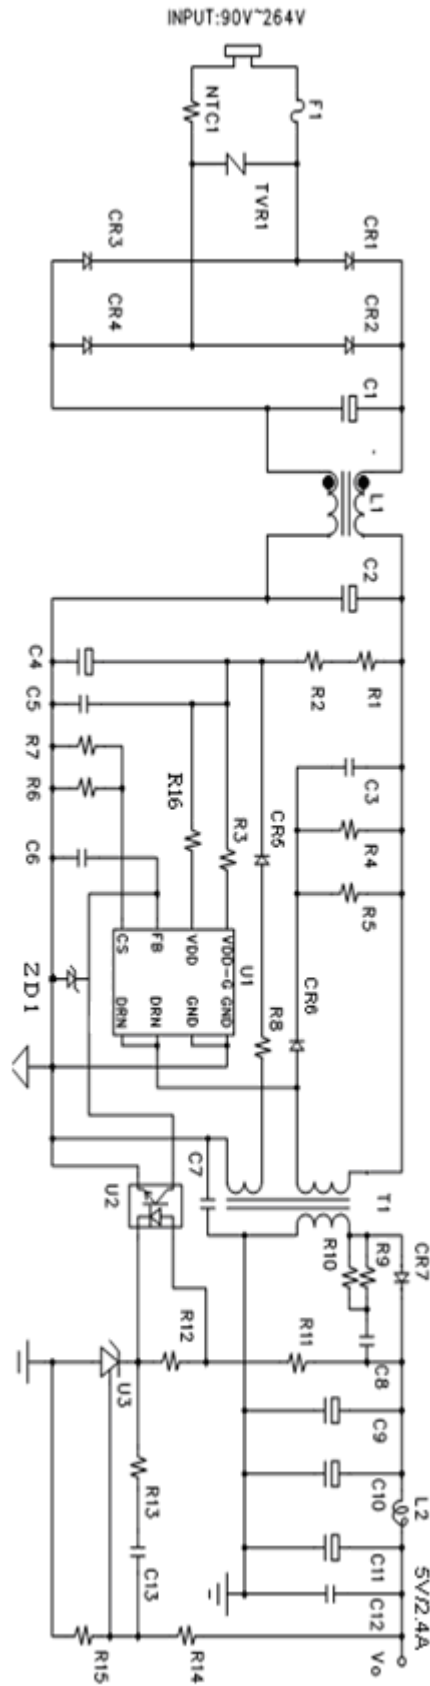 INPUT:90V~264V
F1
NTC1
TVR1
CR1
CR3
CR2
CR4
C1
L1
C2
R1
R2
C4
C5
R7
R6
C6
R16
R3
CR5
C3
R4
R5
CR6
R8
U1
VDD-G
GND
VDD
GND
FB
DRN
CS
DRN
ZD1
C7
U2
T1
R9
R10
CR7
C8
R11
R12
U3
C9
C10
L2
C11
C12
R13
C13
R14
R15
5V/2.4A
Vo